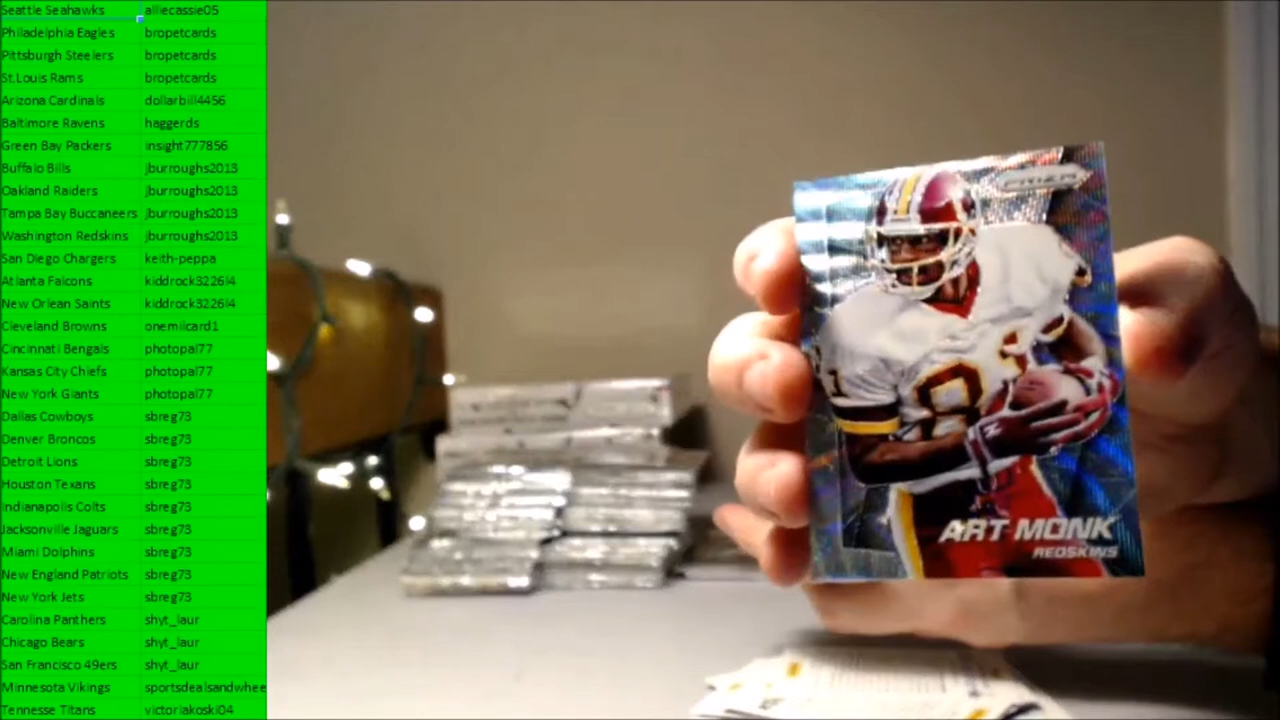 Seattle Seahawks alliecassie05
Philadelphia Eagles bropetcards
Pittsburgh Steelers bropetcards
St.Louis Rams bropetcards
Arizona Cardinals dollarbill4456
Baltimore Ravens haggerds
Green Bay Packers insight777856
Buffalo Bills jburroughs2013
Oakland Raiders jburroughs2013
Tampa Bay Buccaneers jburroughs2013
Washington Redskins jburroughs2013
San Diego Chargers keith-peppa
Atlanta Falcons kiddrock322614
New Orlean Saints kiddrock322614
Cleveland Browns onemilcard1
Cincinnati Bengals photopal77
Kansas City Chiefs photopal77
New York Giants photopal77
Dallas Cowboys sbreg73
Denver Broncos sbreg73
Detroit Lions sbreg73
Houston Texans sbreg73
Indianapolis Colts sbreg73
Jacksonville Jaguars sbreg73
Miami Dolphins sbreg73
New England Patriots sbreg73
New York Jets sbreg73
Carolina Panthers shyt_laur
Chicago Bears shyt_laur
San Francisco 49ers shyt_laur
Minnesota Vikings sportsdealsandwhee
Tennesse Titans victoriakoski04
PRIZM
81
ART MONK
REDSKINS